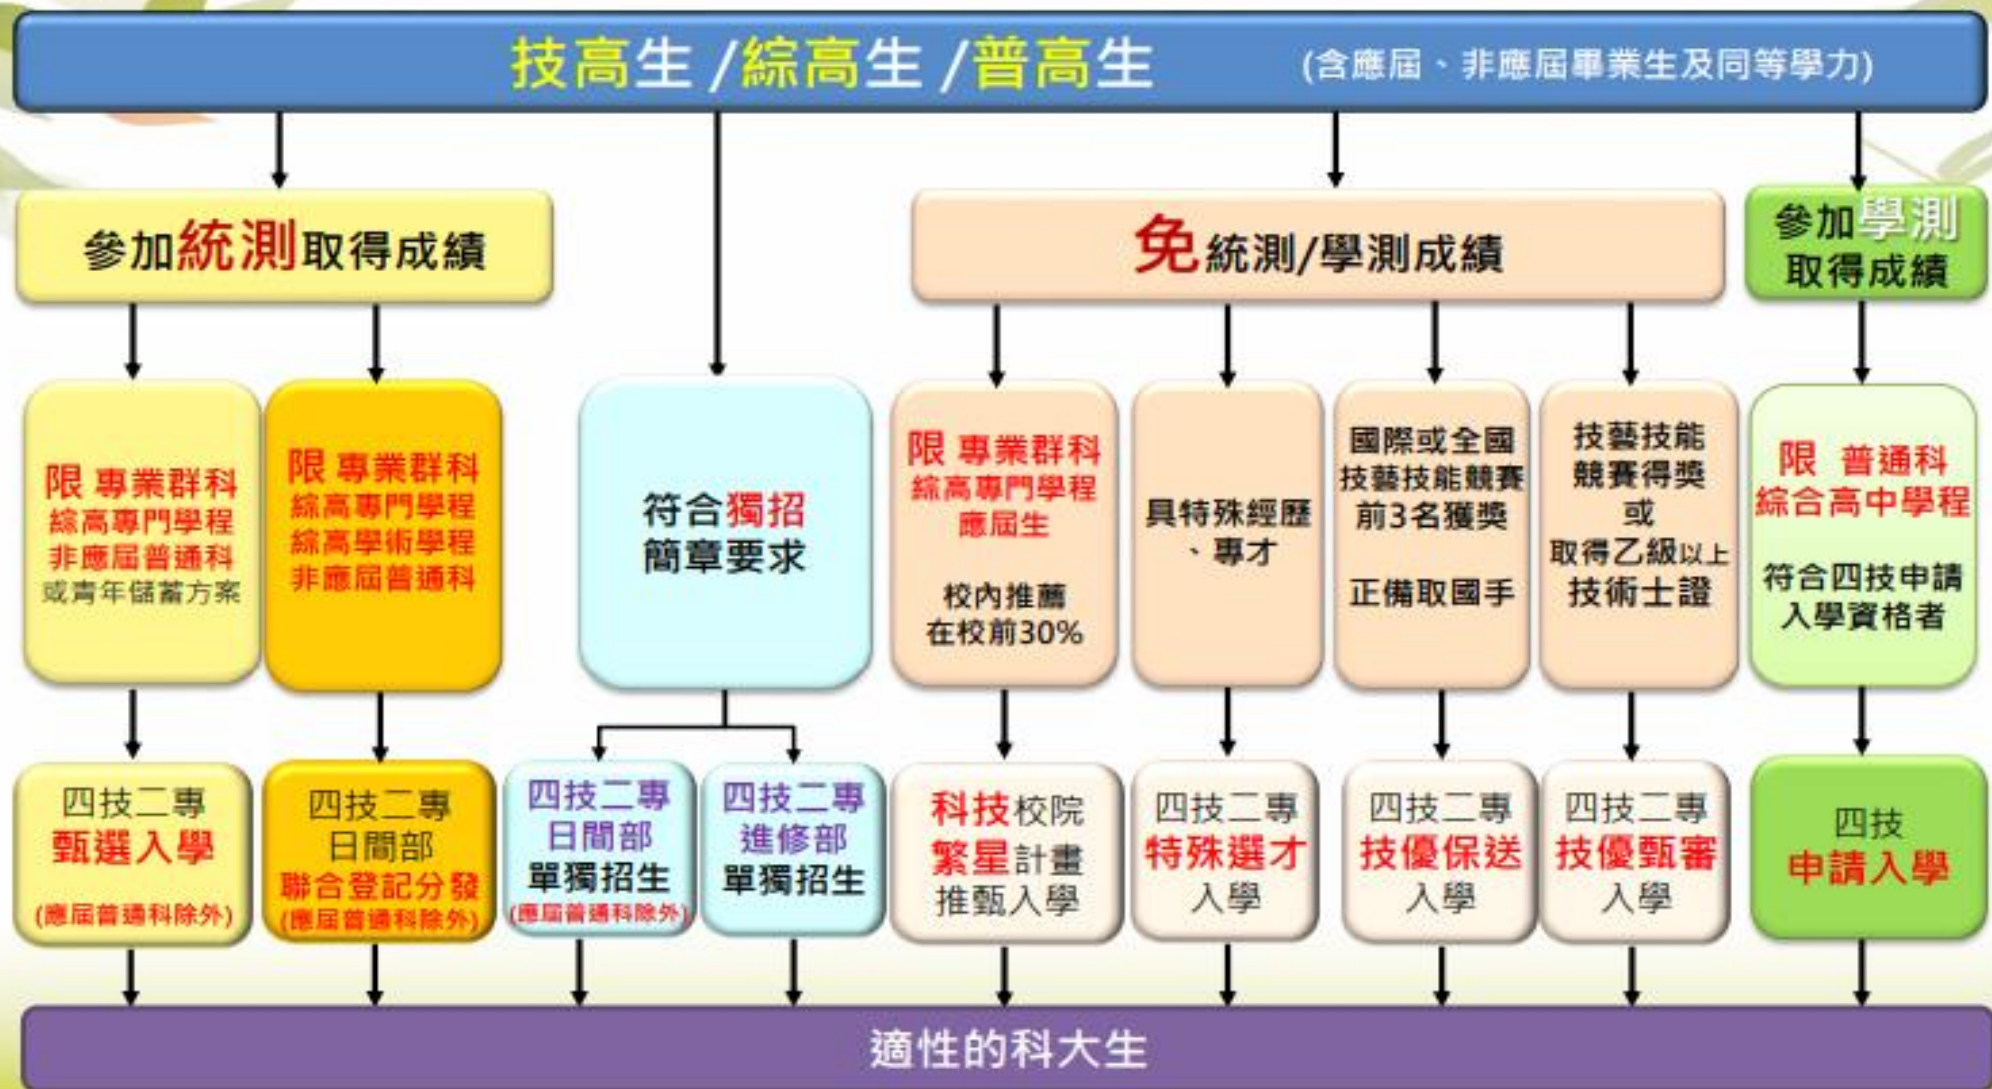 技高生 /綜高生 /普高生 (含應屆、非應屆畢業生及同等學力)
參加統測取得成績
免統測/學測成績
參加學測
取得成績
限 專業群科
綜高專門學程
非應屆普通科
或青年儲蓄方案
限 專業群科
綜高專門學程
綜高學術學程
非應屆普通科
符合獨招
簡章要求
限 專業群科
綜高專門學程
應屆生
校內推薦
在校前30%
具特殊經歷
、專才
國際或全國
技藝技能競賽
前3名獲獎
正備取國手
技藝技能
競賽得獎
或
取得乙級以上
技術士證
限 普通科
綜合高中學程
符合四技申請
入學資格者
四技二專
甄選入學
(應屆普通科除外)
四技二專
日間部
聯合登記分發
(應屆普通科除外)
四技二專
日間部
單獨招生
(應屆普通科除外)
四技二專
進修部
單獨招生
科技校院
繁星計畫
推甄入學
四技二專
特殊選才
入學
四技二專
技優保送
入學
四技二專
技優甄審
入學
四技
申請入學
適性的科大生